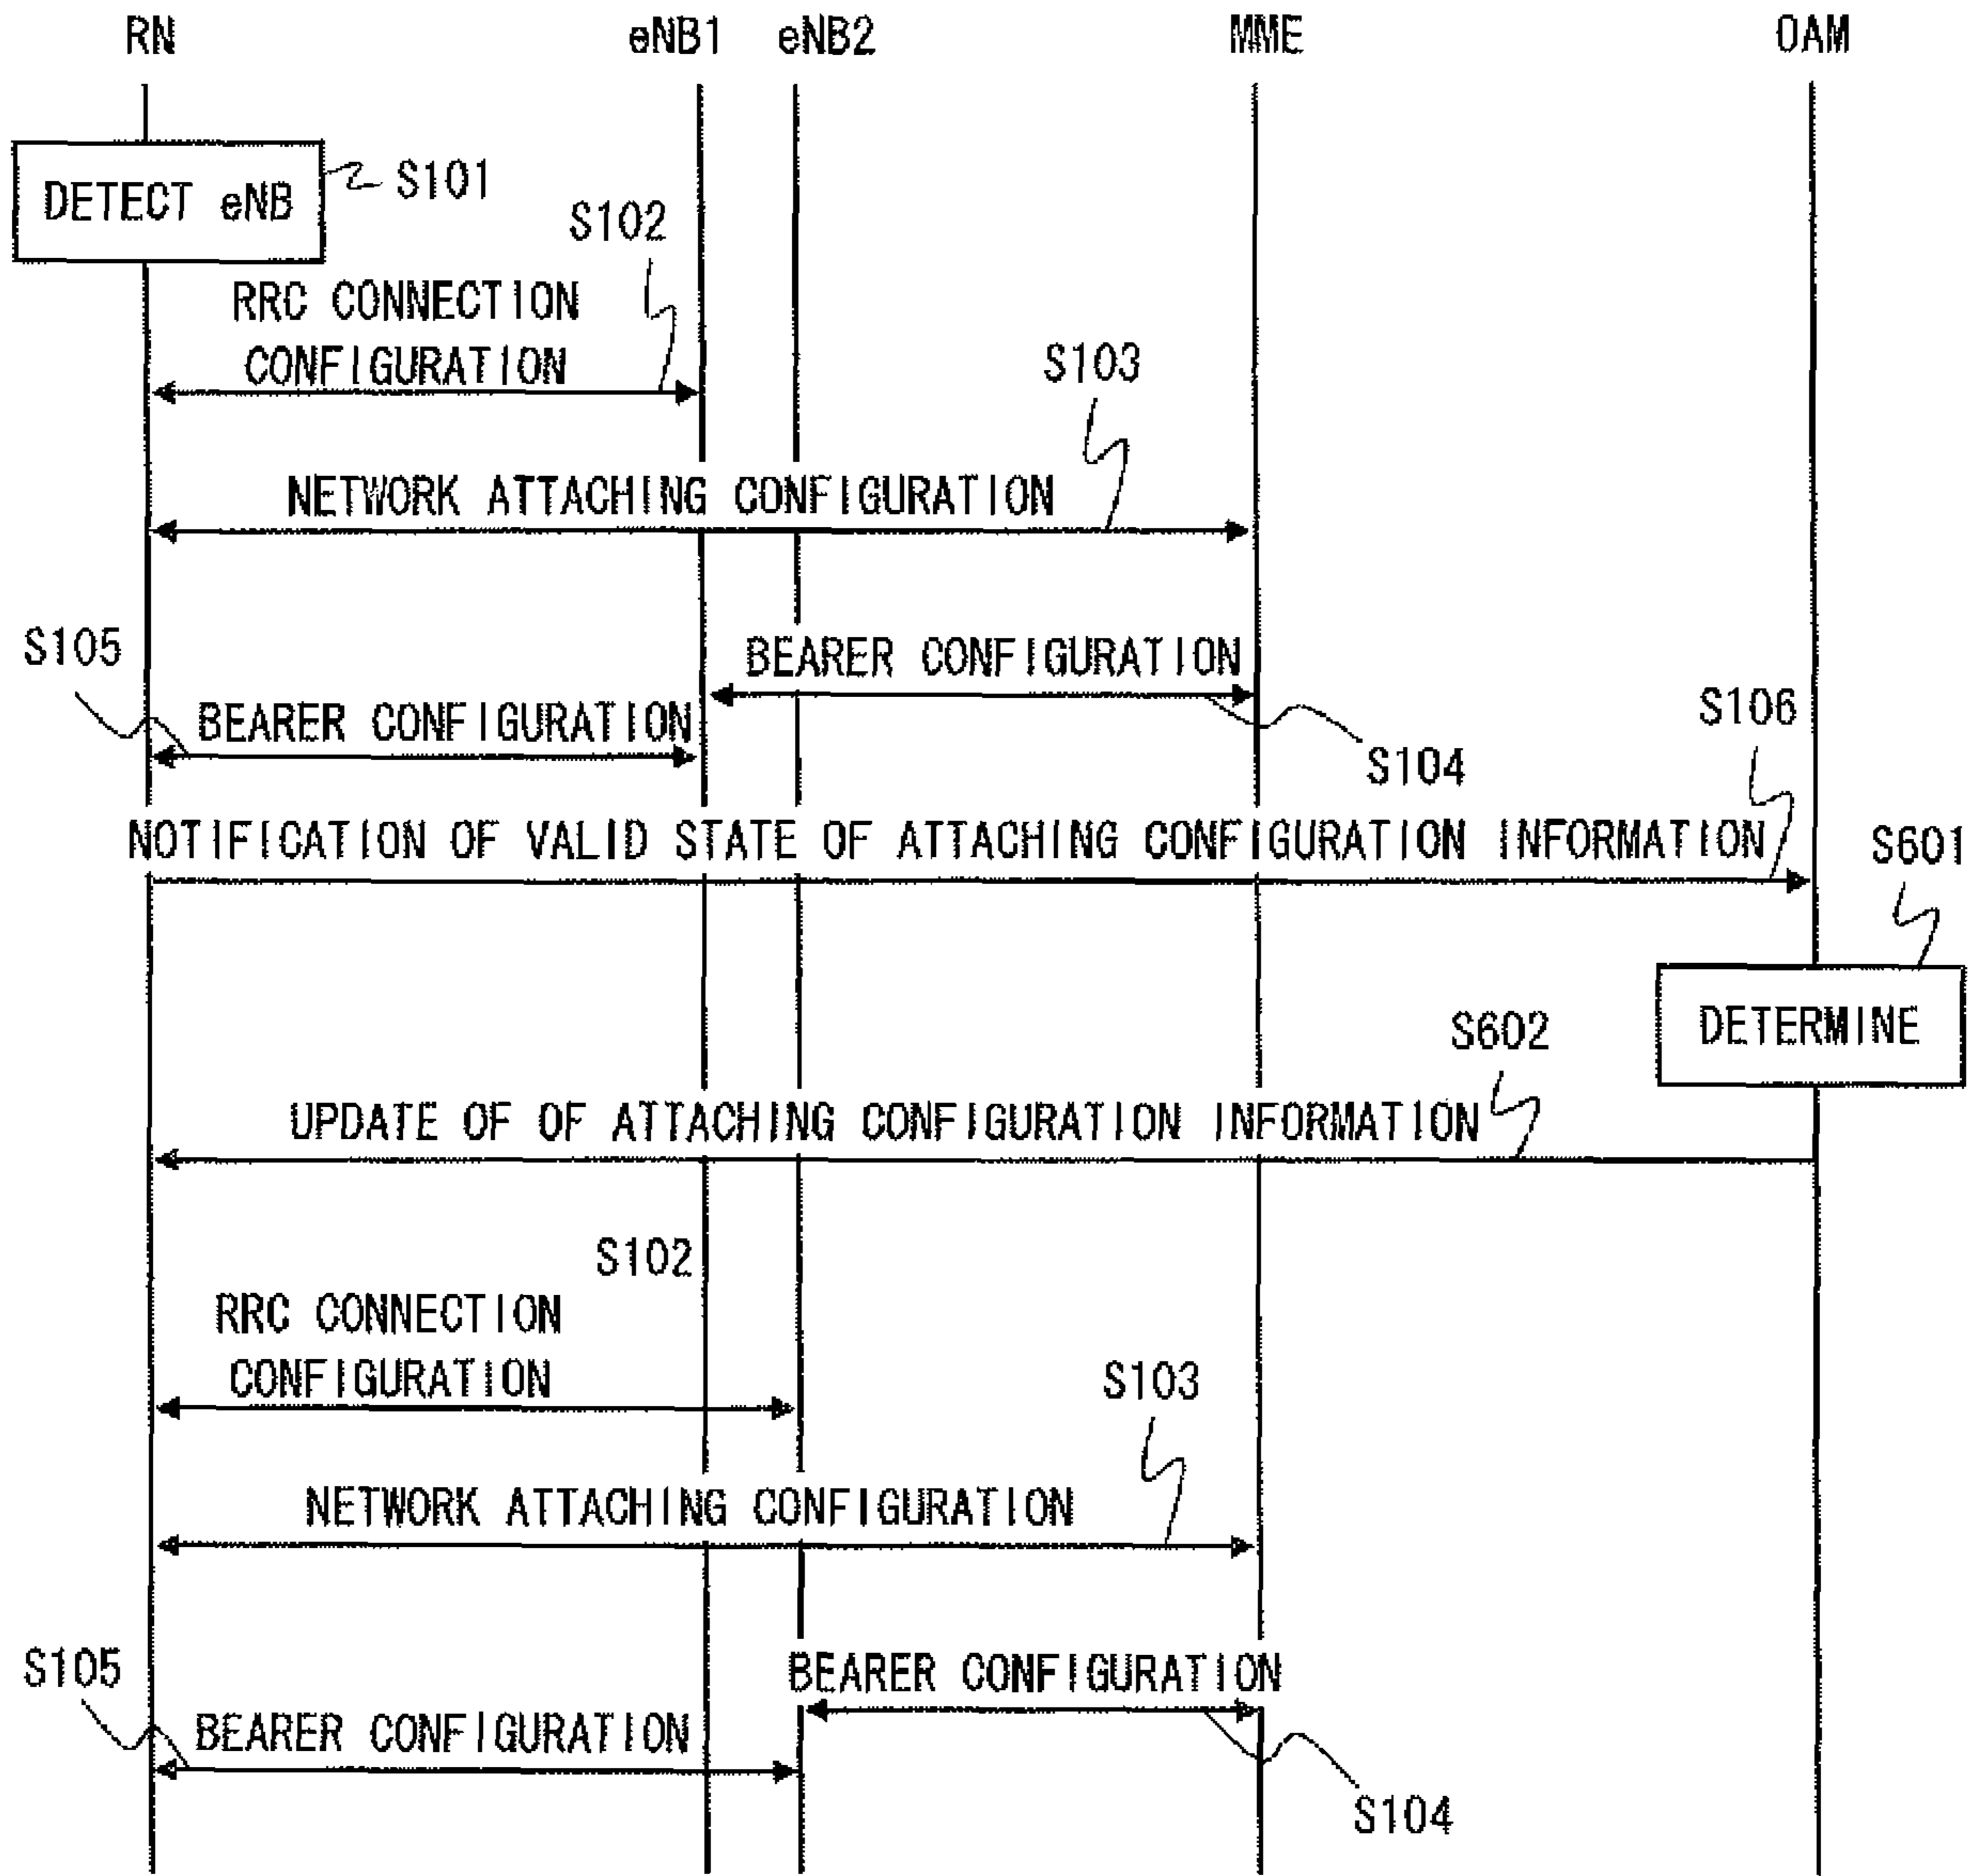 RN eNB1 eNB2 MME OAM
DETECT eNB
S101
S102
RRC CONNECTION
CONFIGURATION
S103
NETWORK ATTACHING CONFIGURATION
S105
BEARER CONFIGURATION
BEARER CONFIGURATION
S104
S106
NOTIFICATION OF VALID STATE OF ATTACHING CONFIGURATION INFORMATION
S601
DETERMINE
S602
UPDATE OF OF ATTACHING CONFIGURATION INFORMATION
S102
RRC CONNECTION
CONFIGURATION
S103
NETWORK ATTACHING CONFIGURATION
S105
BEARER CONFIGURATION
BEARER CONFIGURATION
S104